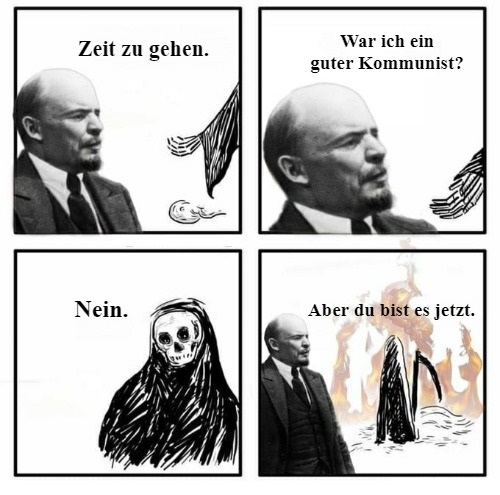 Zeit zu gehen.
War ich ein
guter Kommunist?
Nein.
Aber du bist es jetzt.